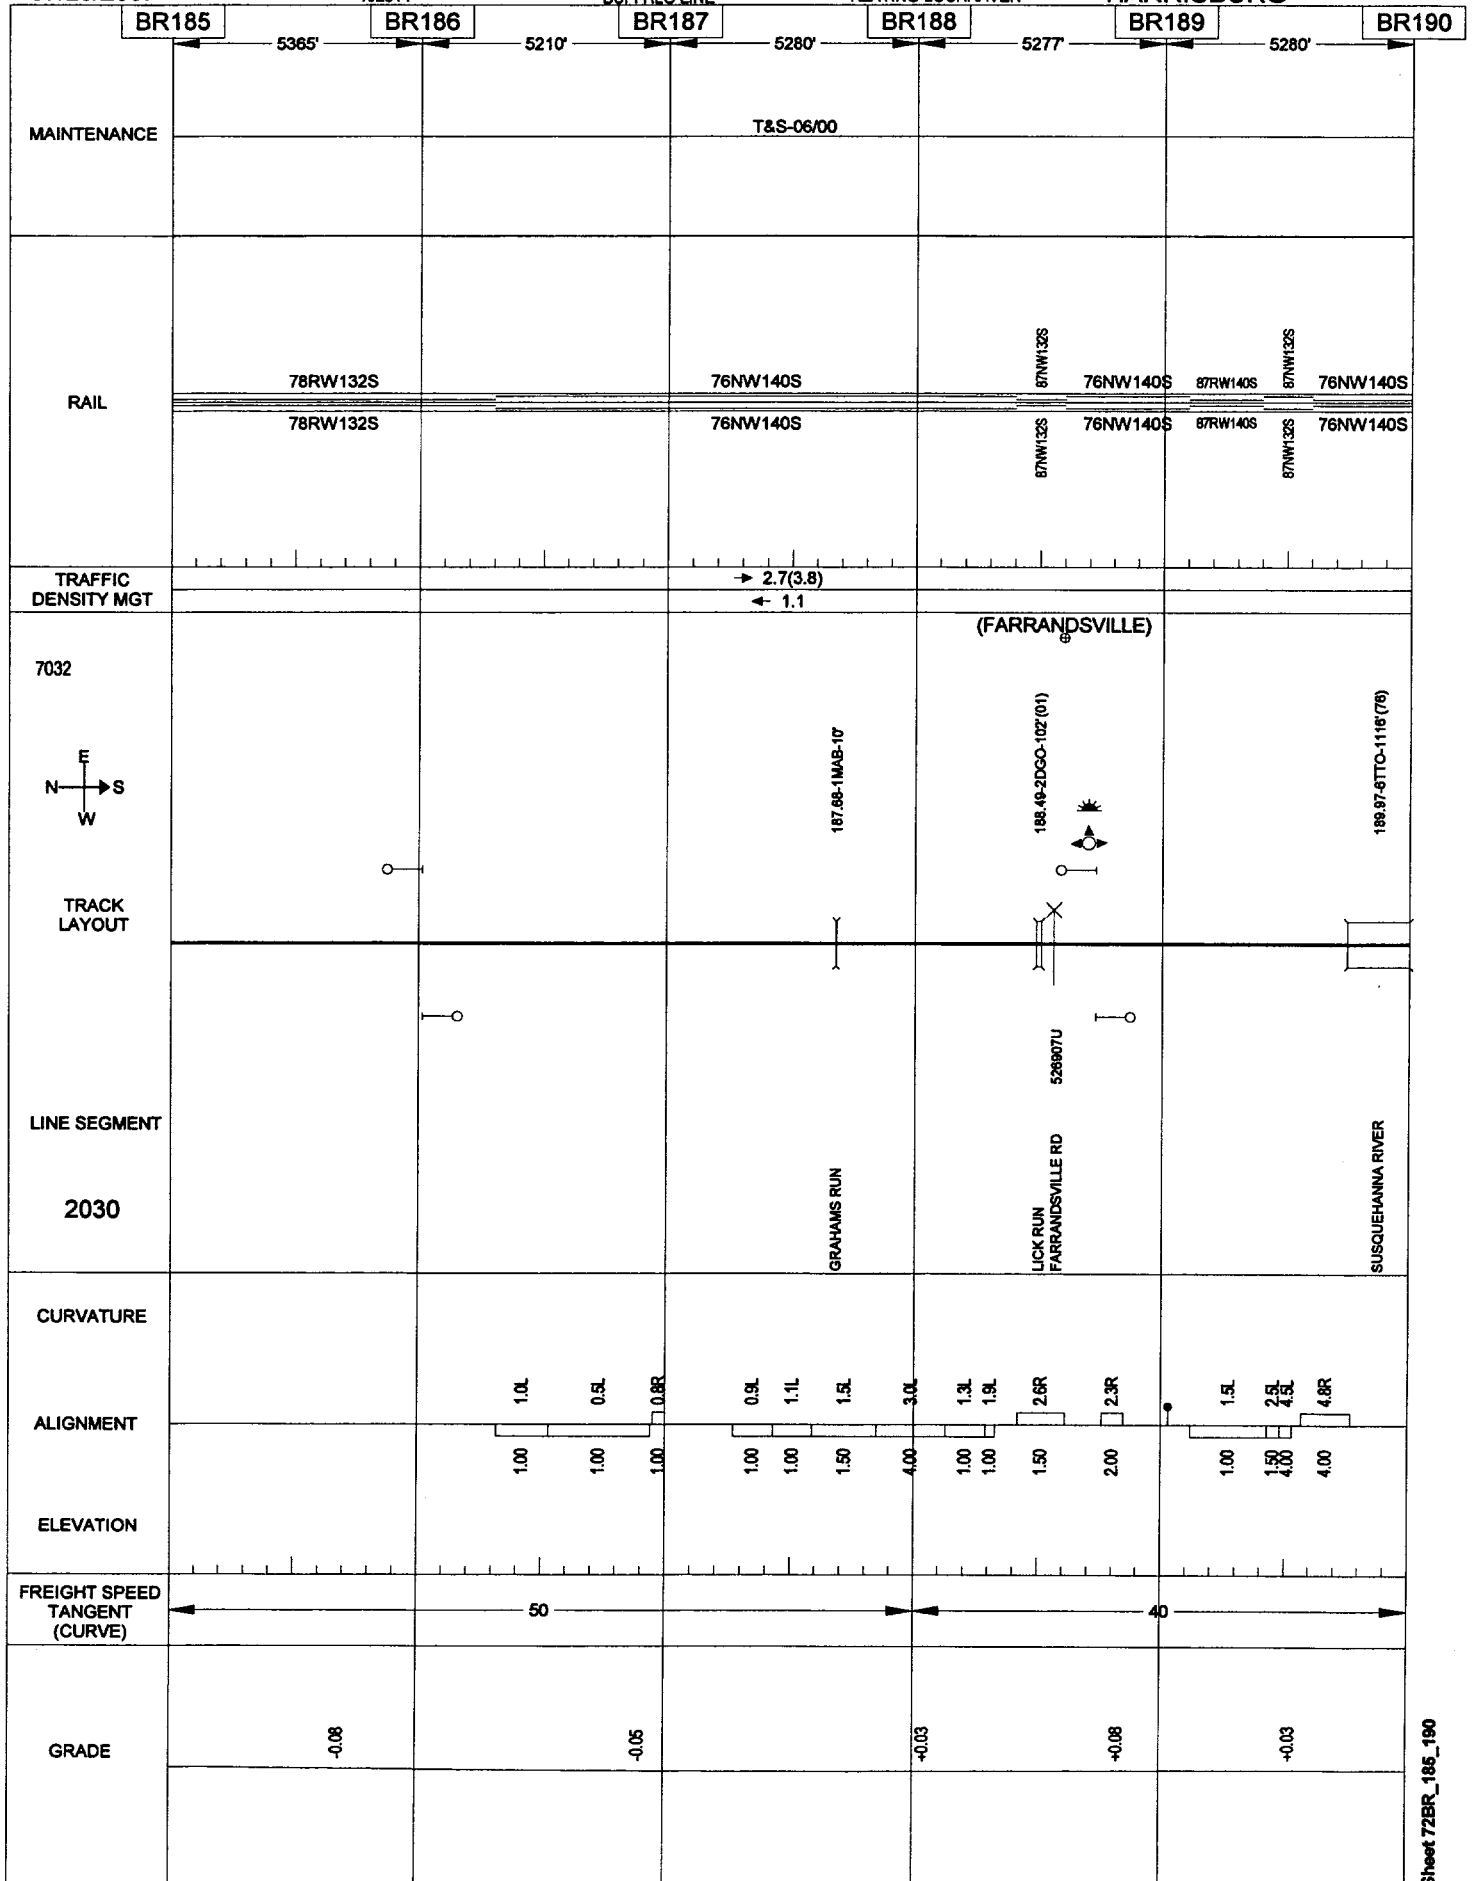 HARRISBURG
BR185 BR186 BR187 BR188 BR189 BR190
5365' 5210' 5280' 5277' 5280'
MAINTENANCE
T&S-06/00
RAIL
78RW132S 76NW140S 87NW132S 76NW140S 87RW140S 87NW132S 76NW140S
78RW132S 76NW140S 87NW132S 76NW140S 87RW140S 87NW132S 76NW140S
TRAFFIC
DENSITY MGT
2.7(3.8)
1.1
(FARRANDSVILLE)
7032
E
N S
W
187.68-1MAB-10'
188.49-2DGO-102'(01)
189.97-6TTO-1116'(76)
TRACK
LAYOUT
526907U
LINE SEGMENT
2030
GRAHAMS RUN
LICK RUN
FARRANDSVILLE RD
SUSQUEHANNA RIVER
CURVATURE
1.0L 0.5L 0.8R 0.9L 1.1L 1.5L 3.0L 1.3L 1.9L 2.6R 2.3R 1.5L 2.5L 4.5L 4.8R
ALIGNMENT
1.00 1.00 1.00 1.00 1.00 1.50 4.00 1.00 1.00 1.50 2.00 1.00 1.50 4.00 4.00
ELEVATION
FREIGHT SPEED
TANGENT
(CURVE)
50 40
GRADE
-0.08 -0.05 +0.03 +0.08 +0.03
Sheet 72BR_185_190